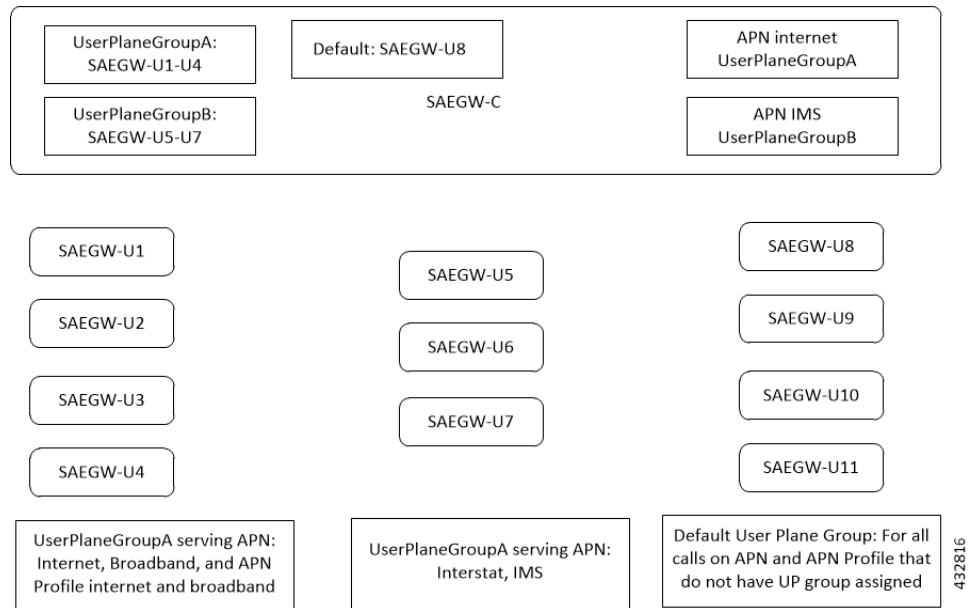 UserPlaneGroupA:
SAEGW-U1-U4
Default: SAEGW-U8
APN internet
UserPlaneGroupA
UserPlaneGroupB:
SAEGW-U5-U7
SAEGW-C
APN IMS
UserPlaneGroupB
SAEGW-U1
SAEGW-U2
SAEGW-U3
SAEGW-U4
SAEGW-U5
SAEGW-U6
SAEGW-U7
SAEGW-U8
SAEGW-U9
SAEGW-U10
SAEGW-U11
UserPlaneGroupA serving APN:
Internet, Broadband, and APN
Profile internet and broadband
UserPlaneGroupA serving APN:
Interstat, IMS
Default User Plane Group: For all
calls on APN and APN Profile that
do not have UP group assigned
432816